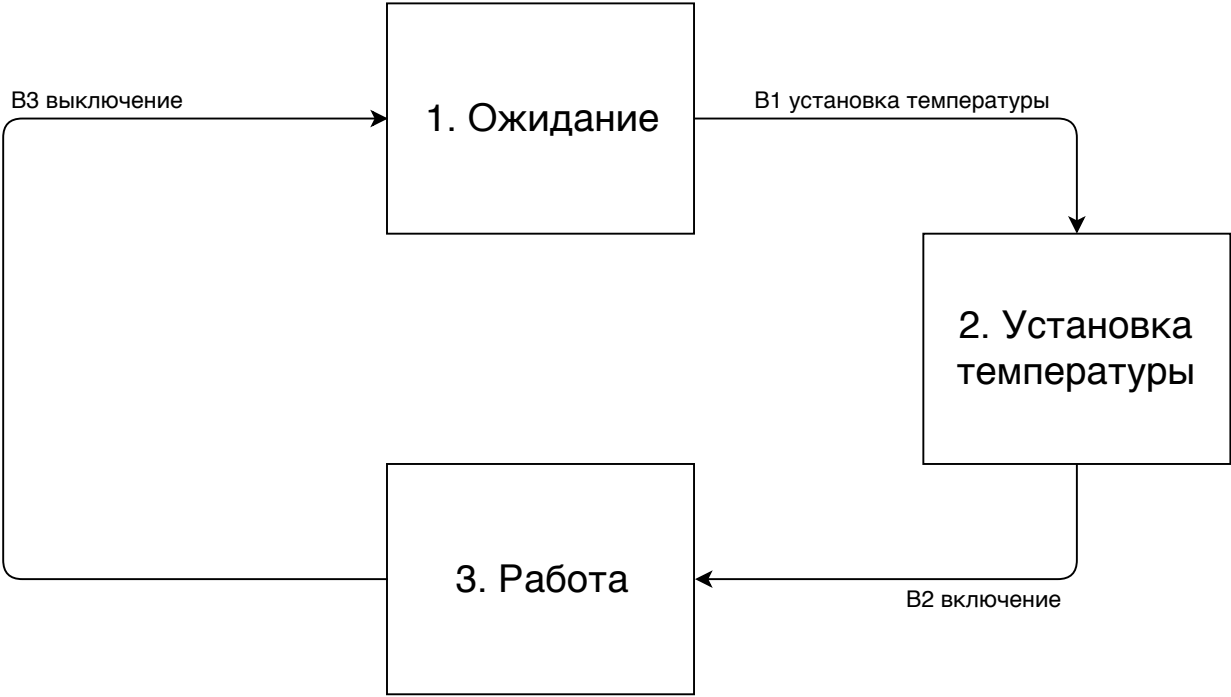 В3 выключение
1. Ожидание
В1 установка температуры
2. Установка
температуры
3. Работа
В2 включение